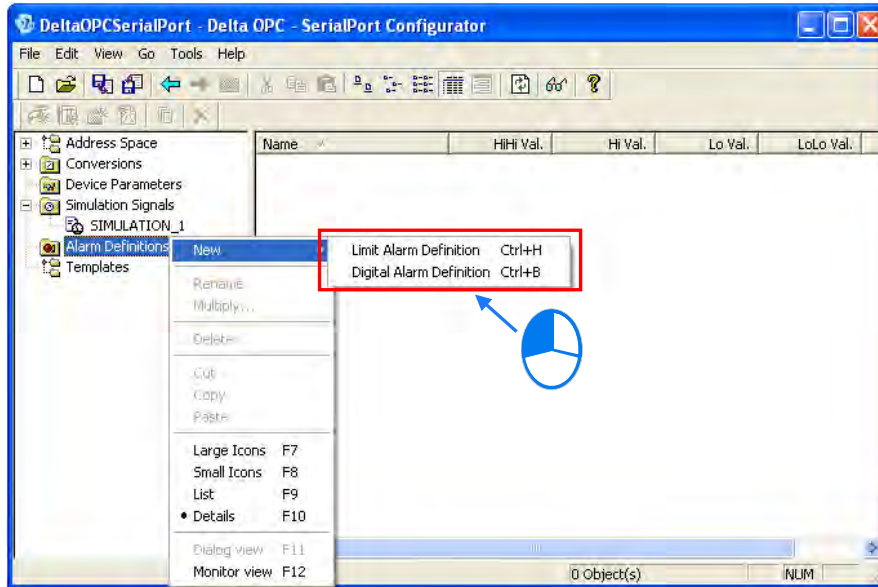 DeltaOPCSerialPort - Delta OPC - SerialPort Configurator
File Edit View Go Tools Help
Name HiHi Val. Hi Val. Lo Val. LoLo Val.
Address Space
Conversions
Device Parameters
Simulation Signals
SIMULATION_1
Alarm Definitions
Templates
New
Rename
Multiply...
Delete
Cut
Copy
Paste
Large Icons F7
Small Icons F8
List F9
Details F10
Dialog view F11
Monitor view F12
Limit Alarm Definition Ctrl+H
Digital Alarm Definition Ctrl+B
0 Object(s) NUM